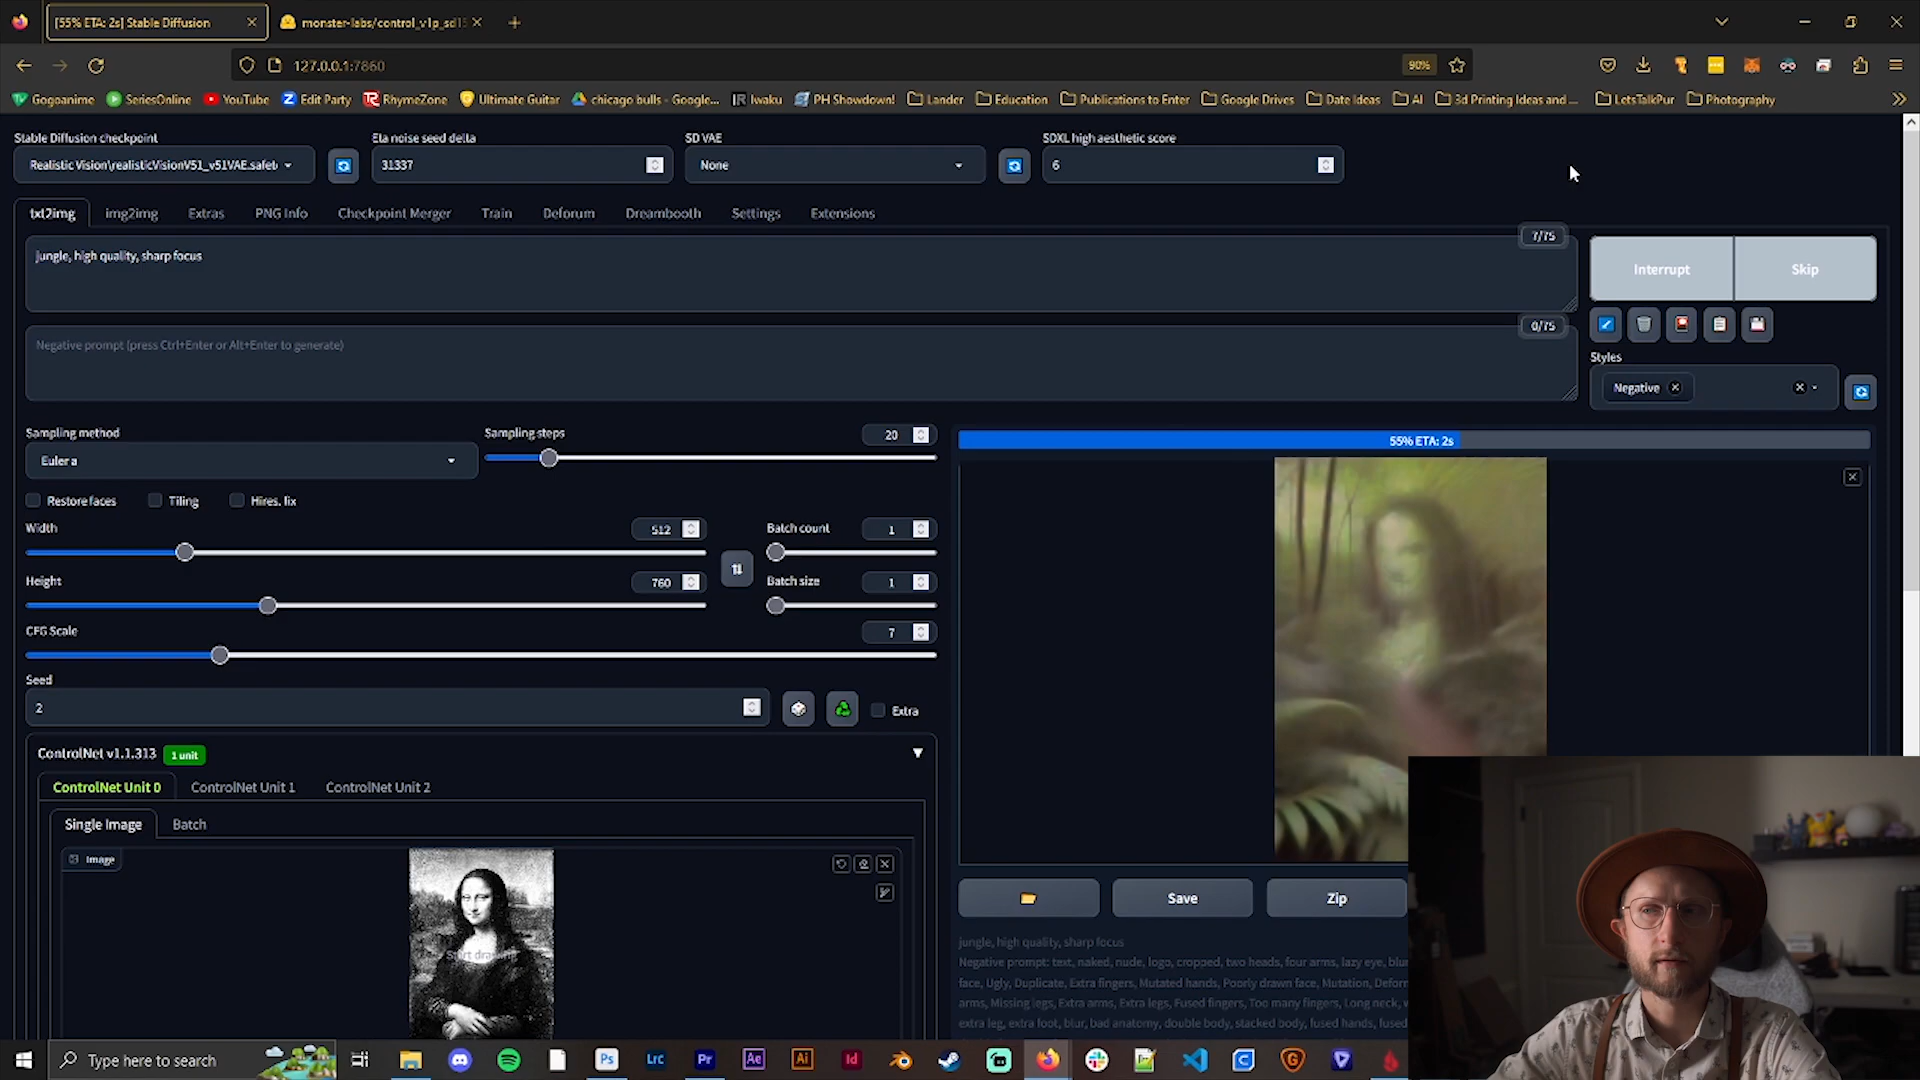 [55% ETA: 2s] Stable Diffusion
monster-labs/control_v1p_sd15
127.0.0.1:7860
90%
Gogoanime
SeriesOnline
YouTube
Edit Party
RhymeZone
Ultimate Guitar
chicago bulls - Google...
Iwaku
PH Showdown!
Lander
Education
Publications to Enter
Google Drives
Date Ideas
AI
3d Printing Ideas and ...
LetsTalkPur
Photography
Stable Diffusion checkpoint
Eta noise seed delta
SD VAE
SDXL high aesthetic score
Realistic Vision\realisticVisionV51_v51VAE.safet
31337
None
6
txt2img
img2img
Extras
PNG Info
Checkpoint Merger
Train
Deforum
Dreambooth
Settings
Extensions
7/75
jungle, high quality, sharp focus
Interrupt
Skip
0/75
Negative prompt (press Ctrl+Enter or Alt+Enter to generate)
Styles
Negative
Sampling method
Sampling steps
20
Euler a
55% ETA: 2s
Restore faces
Tiling
Hires. fix
Width
512
Batch count
1
Height
760
Batch size
1
CFG Scale
7
Seed
2
Extra
ControlNet v1.1.313
1 unit
ControlNet Unit 0
ControlNet Unit 1
ControlNet Unit 2
Single Image
Batch
Image
Start drawing
Save
Zip
jungle, high quality, sharp focus
Negative prompt: text, naked, nude, logo, cropped, two heads, four arms, lazy eye, blur
face, Ugly, Duplicate, Extra fingers, Mutated hands, Poorly drawn face, Mutation, Deform
arms, Missing legs, Extra arms, Extra legs, Fused fingers, Too many fingers, Long neck,
extra leg, extra foot, blur, bad anatomy, double body, stacked body, fused hands, fused
Type here to search
Ps
Lrc
Pr
Ae
Ai
Id